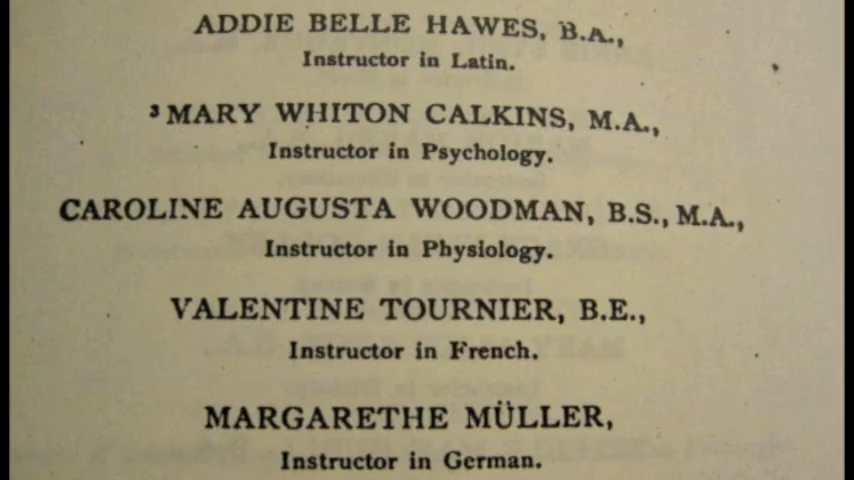 ADDIE BELLE HAWES, B.A.,
Instructor in Latin.
³MARY WHITON CALKINS, M.A.,
Instructor in Psychology.
CAROLINE AUGUSTA WOODMAN, B.S., M.A.,
Instructor in Physiology.
VALENTINE TOURNIER, B.E.,
Instructor in French.
MARGARETHE MÜLLER,
Instructor in German.